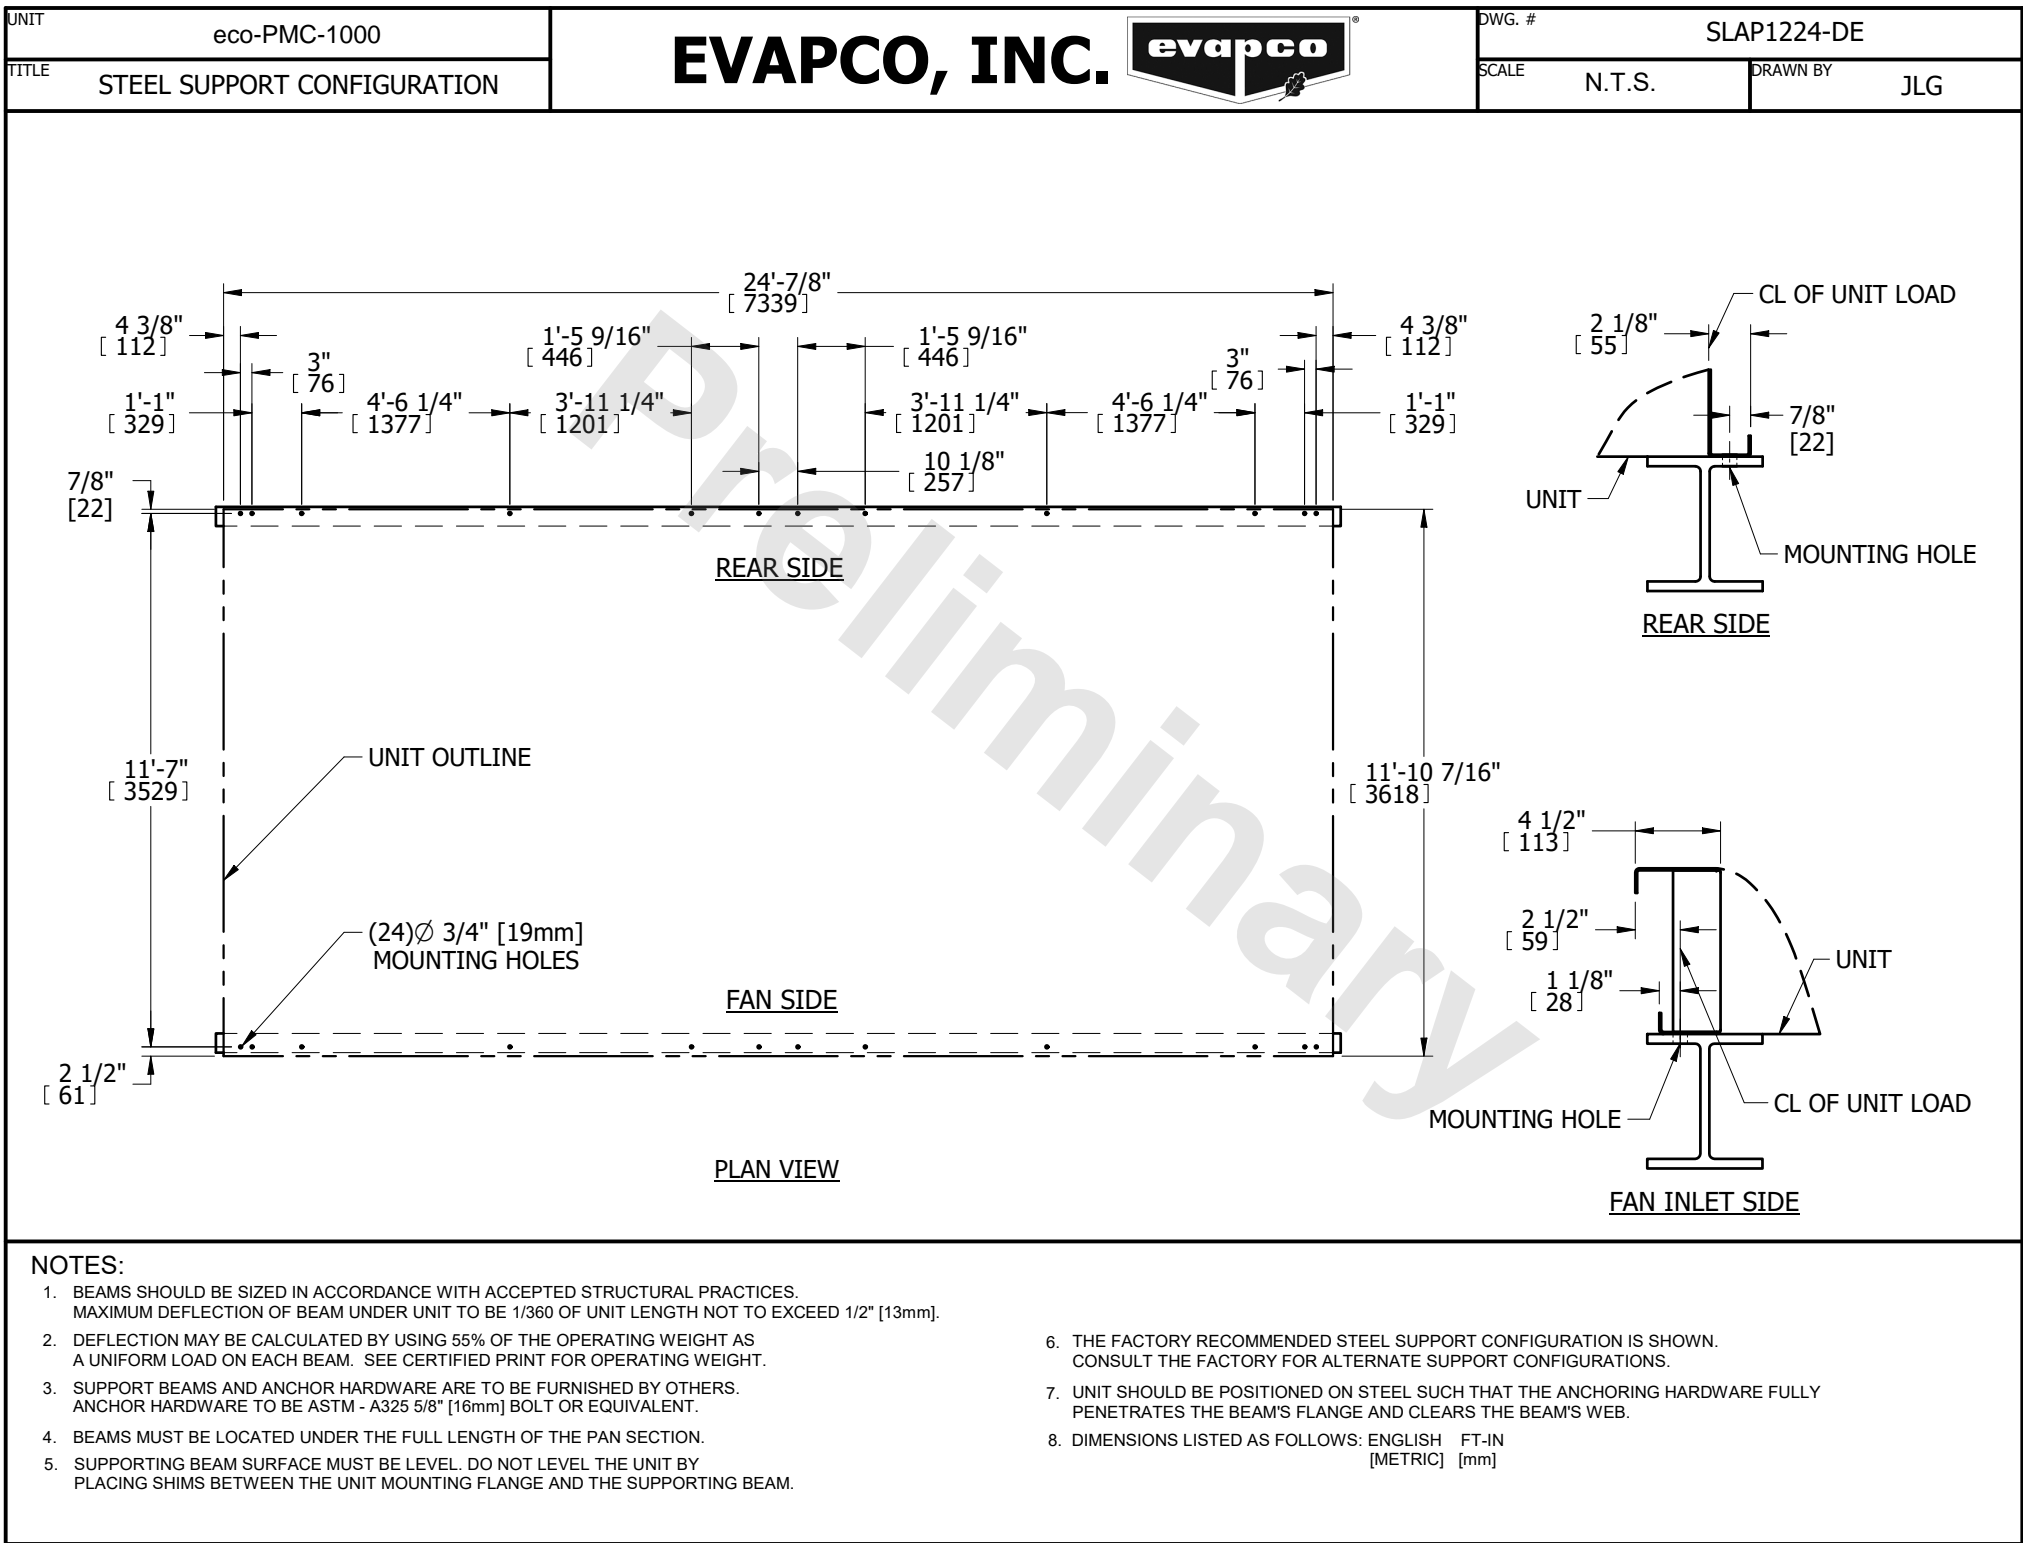 UNIT
eco-PMC-1000
TITLE
STEEL SUPPORT CONFIGURATION
EVAPCO, INC.
evapco
®
DWG. #
SLAP1224-DE
SCALE
N.T.S.
DRAWN BY
JLG
24'-7/8"
[ 7339]
4 3/8"
[ 112]
3"
[ 76]
1'-5 9/16"
[ 446]
1'-5 9/16"
[ 446]
3"
[ 76]
4 3/8"
[ 112]
1'-1"
[ 329]
4'-6 1/4"
[ 1377]
3'-11 1/4"
[ 1201]
3'-11 1/4"
[ 1201]
4'-6 1/4"
[ 1377]
1'-1"
[ 329]
10 1/8"
[ 257]
7/8"
[22]
REAR SIDE
UNIT OUTLINE
11'-7"
[ 3529]
11'-10 7/16"
[ 3618]
(24)Ø 3/4" [19mm]
MOUNTING HOLES
FAN SIDE
2 1/2"
[ 61]
PLAN VIEW
Preliminary
CL OF UNIT LOAD
2 1/8"
[ 55]
7/8"
[22]
UNIT
MOUNTING HOLE
REAR SIDE
4 1/2"
[ 113]
2 1/2"
[ 59]
1 1/8"
[ 28]
UNIT
CL OF UNIT LOAD
MOUNTING HOLE
FAN INLET SIDE
NOTES:
1. BEAMS SHOULD BE SIZED IN ACCORDANCE WITH ACCEPTED STRUCTURAL PRACTICES.
MAXIMUM DEFLECTION OF BEAM UNDER UNIT TO BE 1/360 OF UNIT LENGTH NOT TO EXCEED 1/2" [13mm].
2. DEFLECTION MAY BE CALCULATED BY USING 55% OF THE OPERATING WEIGHT AS
A UNIFORM LOAD ON EACH BEAM. SEE CERTIFIED PRINT FOR OPERATING WEIGHT.
3. SUPPORT BEAMS AND ANCHOR HARDWARE ARE TO BE FURNISHED BY OTHERS.
ANCHOR HARDWARE TO BE ASTM - A325 5/8" [16mm] BOLT OR EQUIVALENT.
4. BEAMS MUST BE LOCATED UNDER THE FULL LENGTH OF THE PAN SECTION.
5. SUPPORTING BEAM SURFACE MUST BE LEVEL. DO NOT LEVEL THE UNIT BY
PLACING SHIMS BETWEEN THE UNIT MOUNTING FLANGE AND THE SUPPORTING BEAM.
6. THE FACTORY RECOMMENDED STEEL SUPPORT CONFIGURATION IS SHOWN.
CONSULT THE FACTORY FOR ALTERNATE SUPPORT CONFIGURATIONS.
7. UNIT SHOULD BE POSITIONED ON STEEL SUCH THAT THE ANCHORING HARDWARE FULLY
PENETRATES THE BEAM'S FLANGE AND CLEARS THE BEAM'S WEB.
8. DIMENSIONS LISTED AS FOLLOWS: ENGLISH FT-IN
[METRIC] [mm]